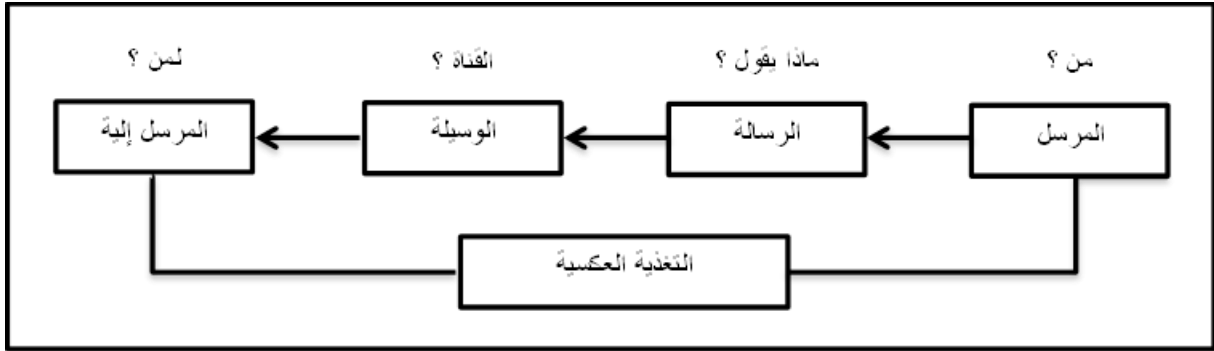 من ؟
ماذا يقول ؟
القناة ؟
لمن ؟
المرسل
الرسالة
الوسيلة
المرسل إلية
التغذية العكسية